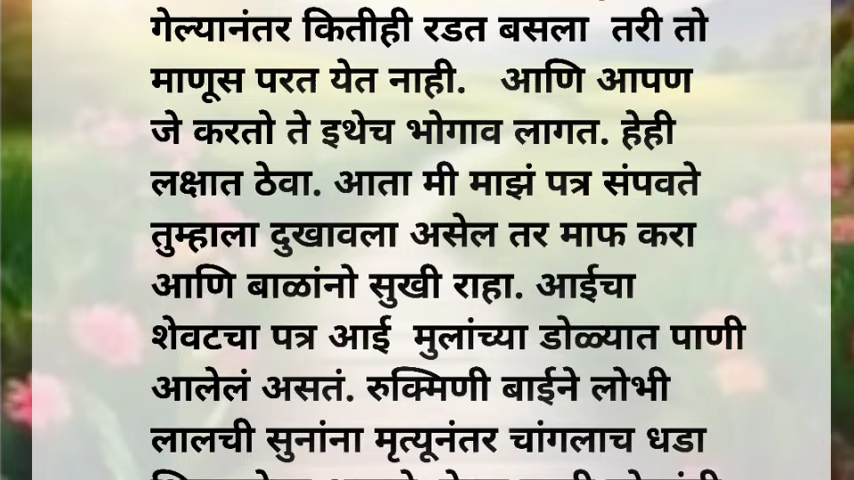 गेल्यानंतर कितीही रडत बसला तरी तो
माणूस परत येत नाही. आणि आपण
जे करतो ते इथेच भोगाव लागत. हेही
लक्षात ठेवा. आता मी माझं पत्र संपवते
तुम्हाला दुखावला असेल तर माफ करा
आणि बाळांनो सुखी राहा. आईचा
शेवटचा पत्र आई मुलांच्या डोळ्यात पाणी
आलेलं असतं. रुक्मिणी बाईने लोभी
लालची सुनांना मृत्यूनंतर चांगलाच धडा